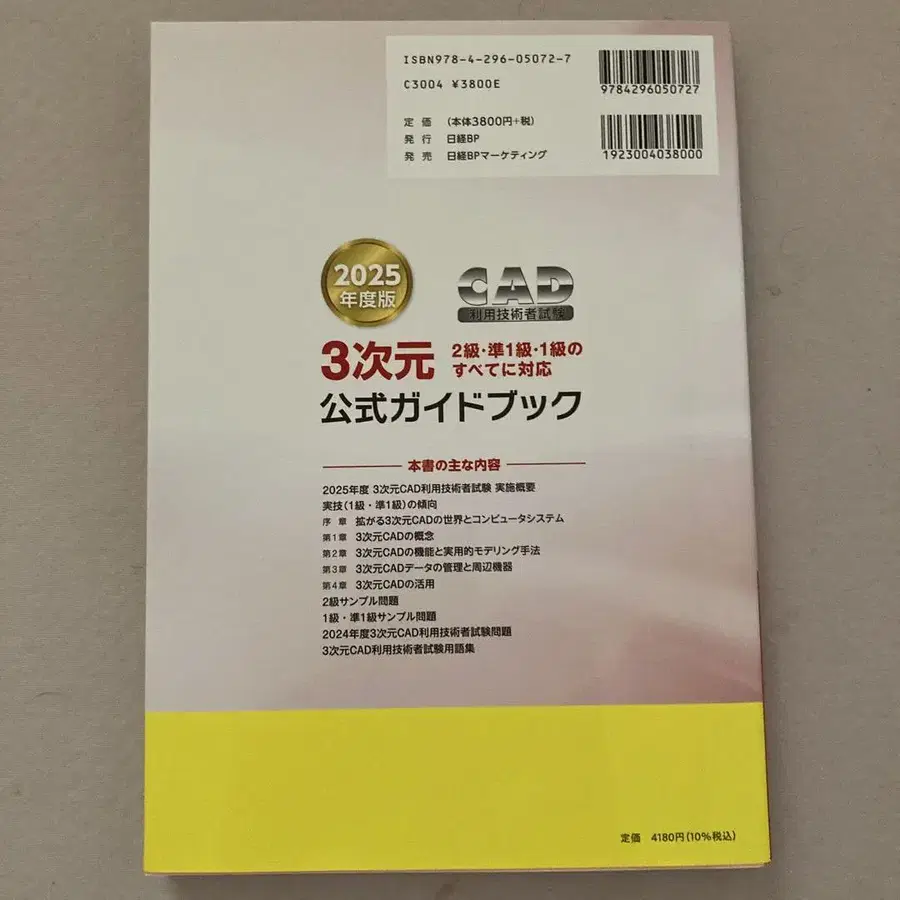 ISBN978-4-296-05072-7
C3004 ¥3800E
9784296050727
定価 (本体3800円+税)
発行 日経BP
発売 日経BPマーケティング
1923004038000
2025
年度版
CAD
利用技術者試験
3次元
2級・準1級・1級の
すべてに対応
公式ガイドブック
本書の主な内容
2025年度 3次元CAD利用技術者試験 実施概要
実技(1級・準1級)の傾向
序 章 拡がる3次元CADの世界とコンピュータシステム
第1章 3次元CADの概念
第2章 3次元CADの機能と実用的モデリング手法
第3章 3次元CADデータの管理と周辺機器
第4章 3次元CADの活用
2級サンプル問題
1級・準1級サンプル問題
2024年度3次元CAD利用技術者試験問題
3次元CAD利用技術者試験用語集
定価 4180円(10%税込)